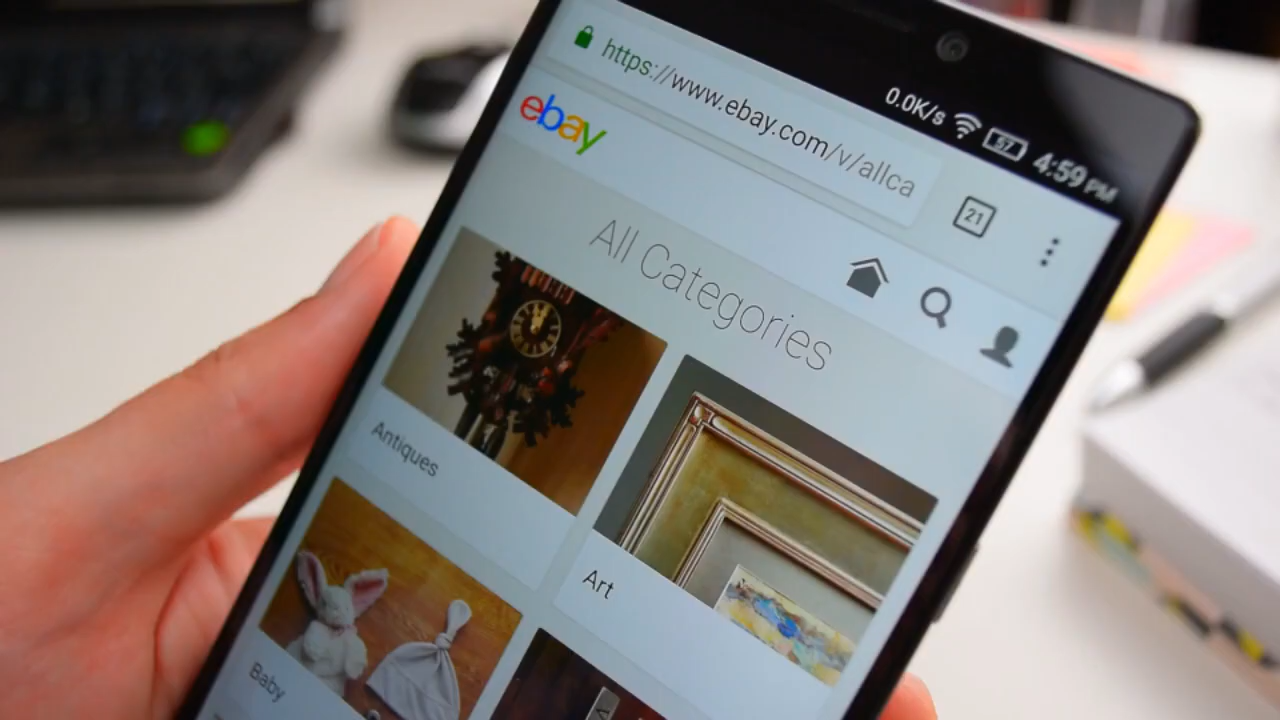 0.0K/s 57 4:59 PM
https://www.ebay.com/v/allca
21
ebay
All Categories
Antiques
Art
Baby